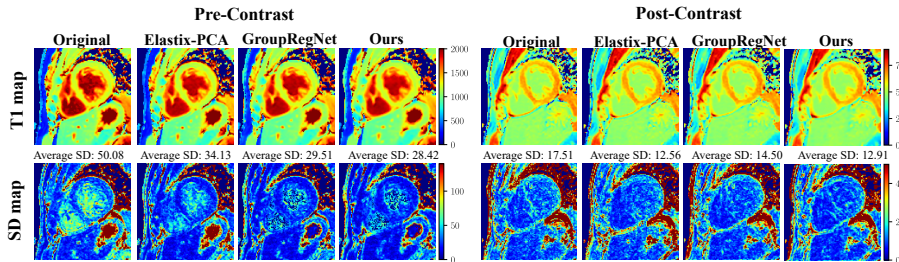 Pre-Contrast
Post-Contrast
Original Elastix-PCA GroupRegNet Ours
Original Elastix-PCA GroupRegNet Ours
T1 map
2000
1500
1000
500
0
Average SD: 50.08 Average SD: 34.13 Average SD: 29.51 Average SD: 28.42
Average SD: 17.51 Average SD: 12.56 Average SD: 14.50 Average SD: 12.91
SD map
100
50
0